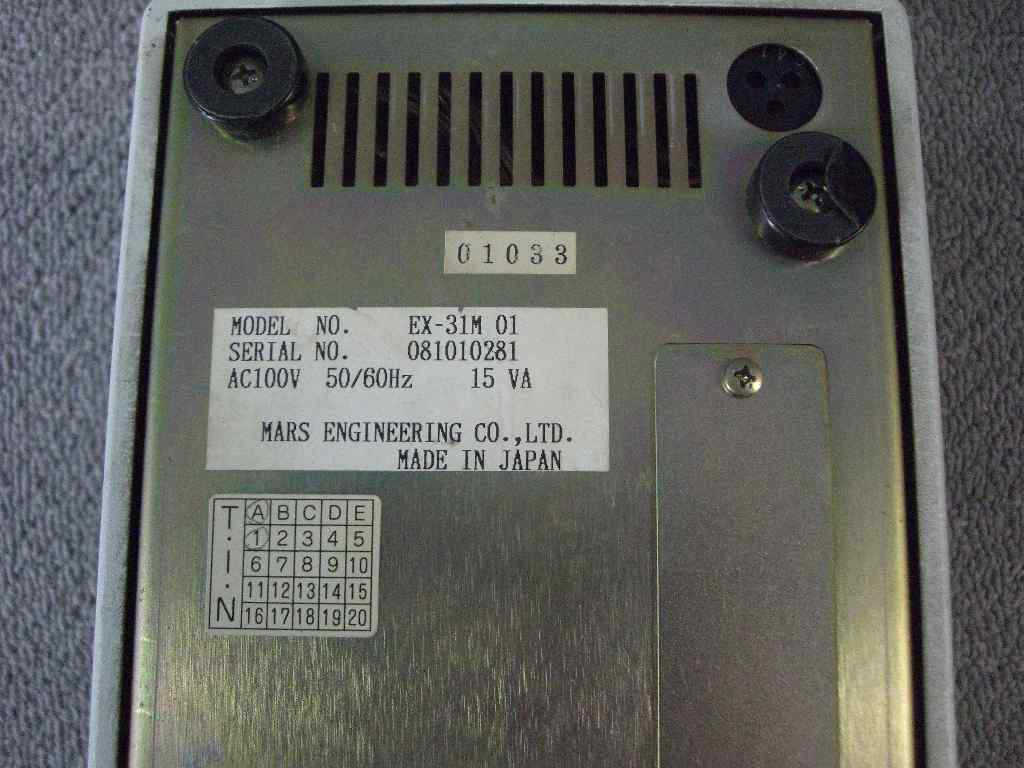 01033
MODEL NO. EX-31M 01
SERIAL NO. 081010281
AC100V 50/60Hz 15 VA
MARS ENGINEERING CO.,LTD.
MADE IN JAPAN
T.I.N
A B C D E
1 2 3 4 5
6 7 8 9 10
11 12 13 14 15
16 17 18 19 20